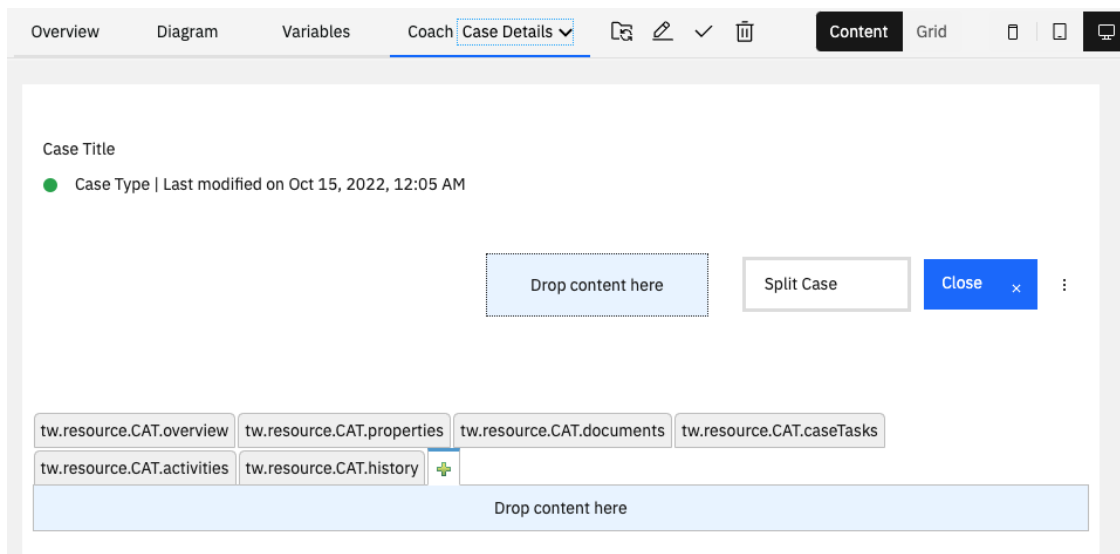 Overview Diagram Variables Coach Case Details Content Grid
Case Title
Case Type | Last modified on Oct 15, 2022, 12:05 AM
Drop content here Split Case Close ×
tw.resource.CAT.overview tw.resource.CAT.properties tw.resource.CAT.documents tw.resource.CAT.caseTasks
tw.resource.CAT.activities tw.resource.CAT.history
Drop content here